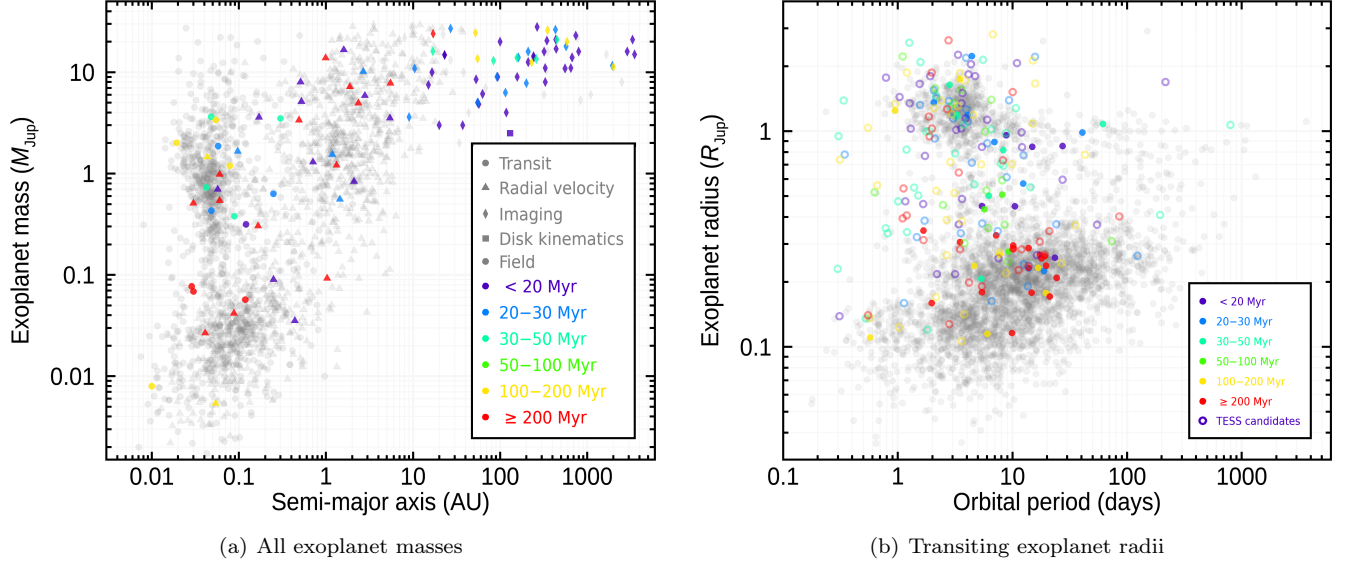 10
1
0.1
0.01
Exoplanet mass (MJup)
0.01
0.1
1
10
100
1000
Semi-major axis (AU)
Transit
Radial velocity
Imaging
Disk kinematics
Field
< 20 Myr
20−30 Myr
30−50 Myr
50−100 Myr
100−200 Myr
≥ 200 Myr
(a) All exoplanet masses
1
0.1
Exoplanet radius (RJup)
0.1
1
10
100
1000
Orbital period (days)
< 20 Myr
20−30 Myr
30−50 Myr
50−100 Myr
100−200 Myr
≥ 200 Myr
TESS candidates
(b) Transiting exoplanet radii